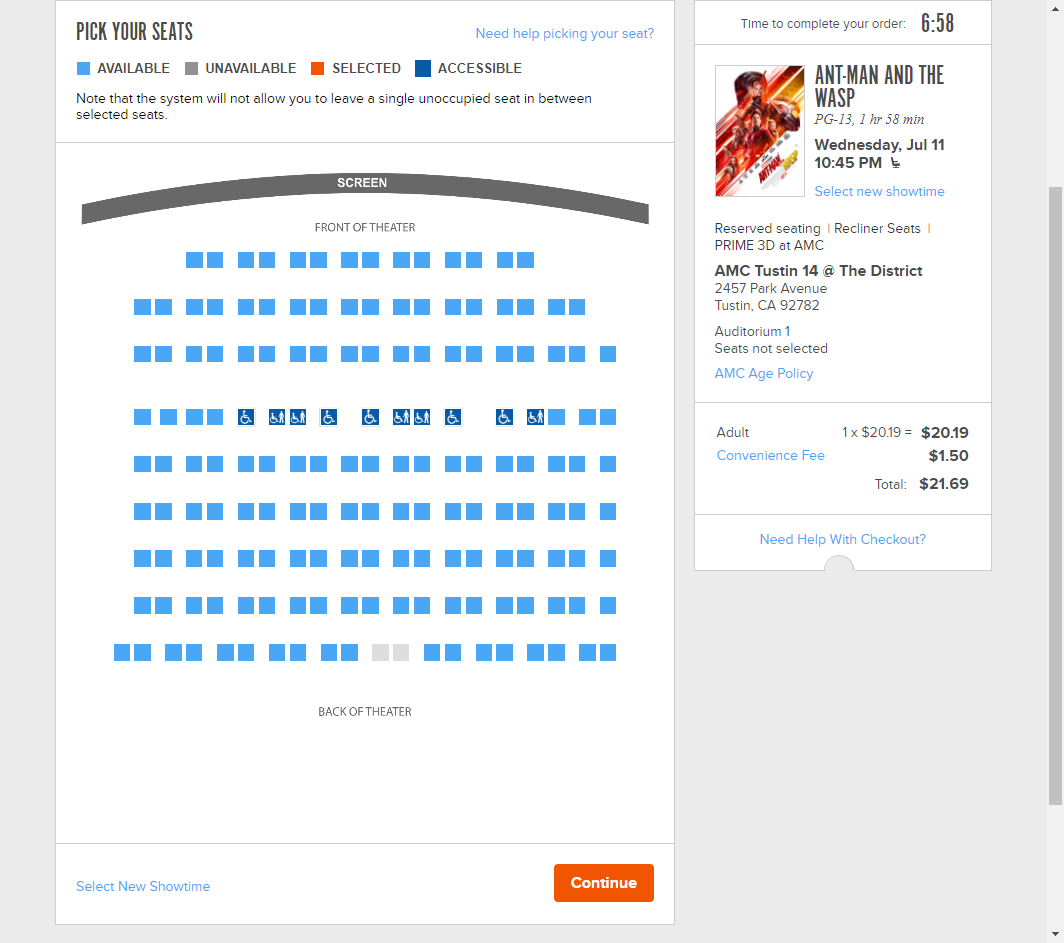 PICK YOUR SEATS
Need help picking your seat?
AVAILABLE UNAVAILABLE SELECTED ACCESSIBLE
Note that the system will not allow you to leave a single unoccupied seat in between
selected seats.
SCREEN
FRONT OF THEATER
BACK OF THEATER
Select New Showtime
Continue
Time to complete your order: 6:58
ANT-MAN AND THE
WASP
PG-13, 1 hr 58 min
Wednesday, Jul 11
10:45 PM
Select new showtime
ANT-MAN
WASP
Reserved seating | Recliner Seats |
PRIME 3D at AMC
AMC Tustin 14 @ The District
2457 Park Avenue
Tustin, CA 92782
Auditorium 1
Seats not selected
AMC Age Policy
Adult 1 x $20.19 = $20.19
Convenience Fee $1.50
Total: $21.69
Need Help With Checkout?